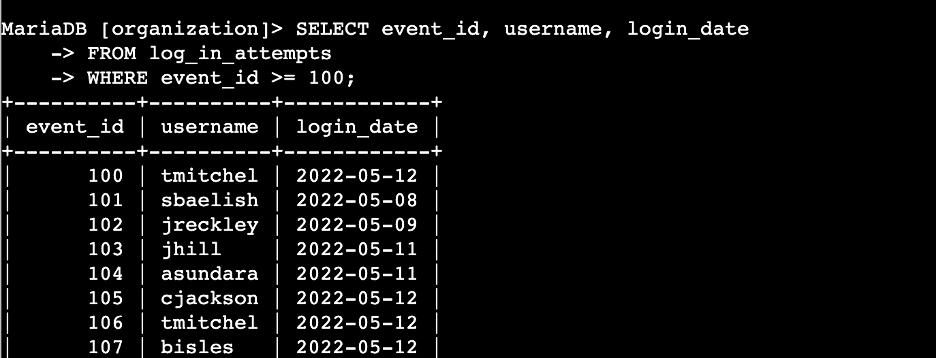 MariaDB [organization]> SELECT event_id, username, login_date
    -> FROM log_in_attempts
    -> WHERE event_id >= 100;
+----------+----------+------------+
| event_id | username | login_date |
+----------+----------+------------+
|      100 | tmitchel | 2022-05-12 |
|      101 | sbaelish | 2022-05-08 |
|      102 | jreckley | 2022-05-09 |
|      103 | jhill    | 2022-05-11 |
|      104 | asundara | 2022-05-11 |
|      105 | cjackson | 2022-05-12 |
|      106 | tmitchel | 2022-05-12 |
|      107 | bisles   | 2022-05-12 |